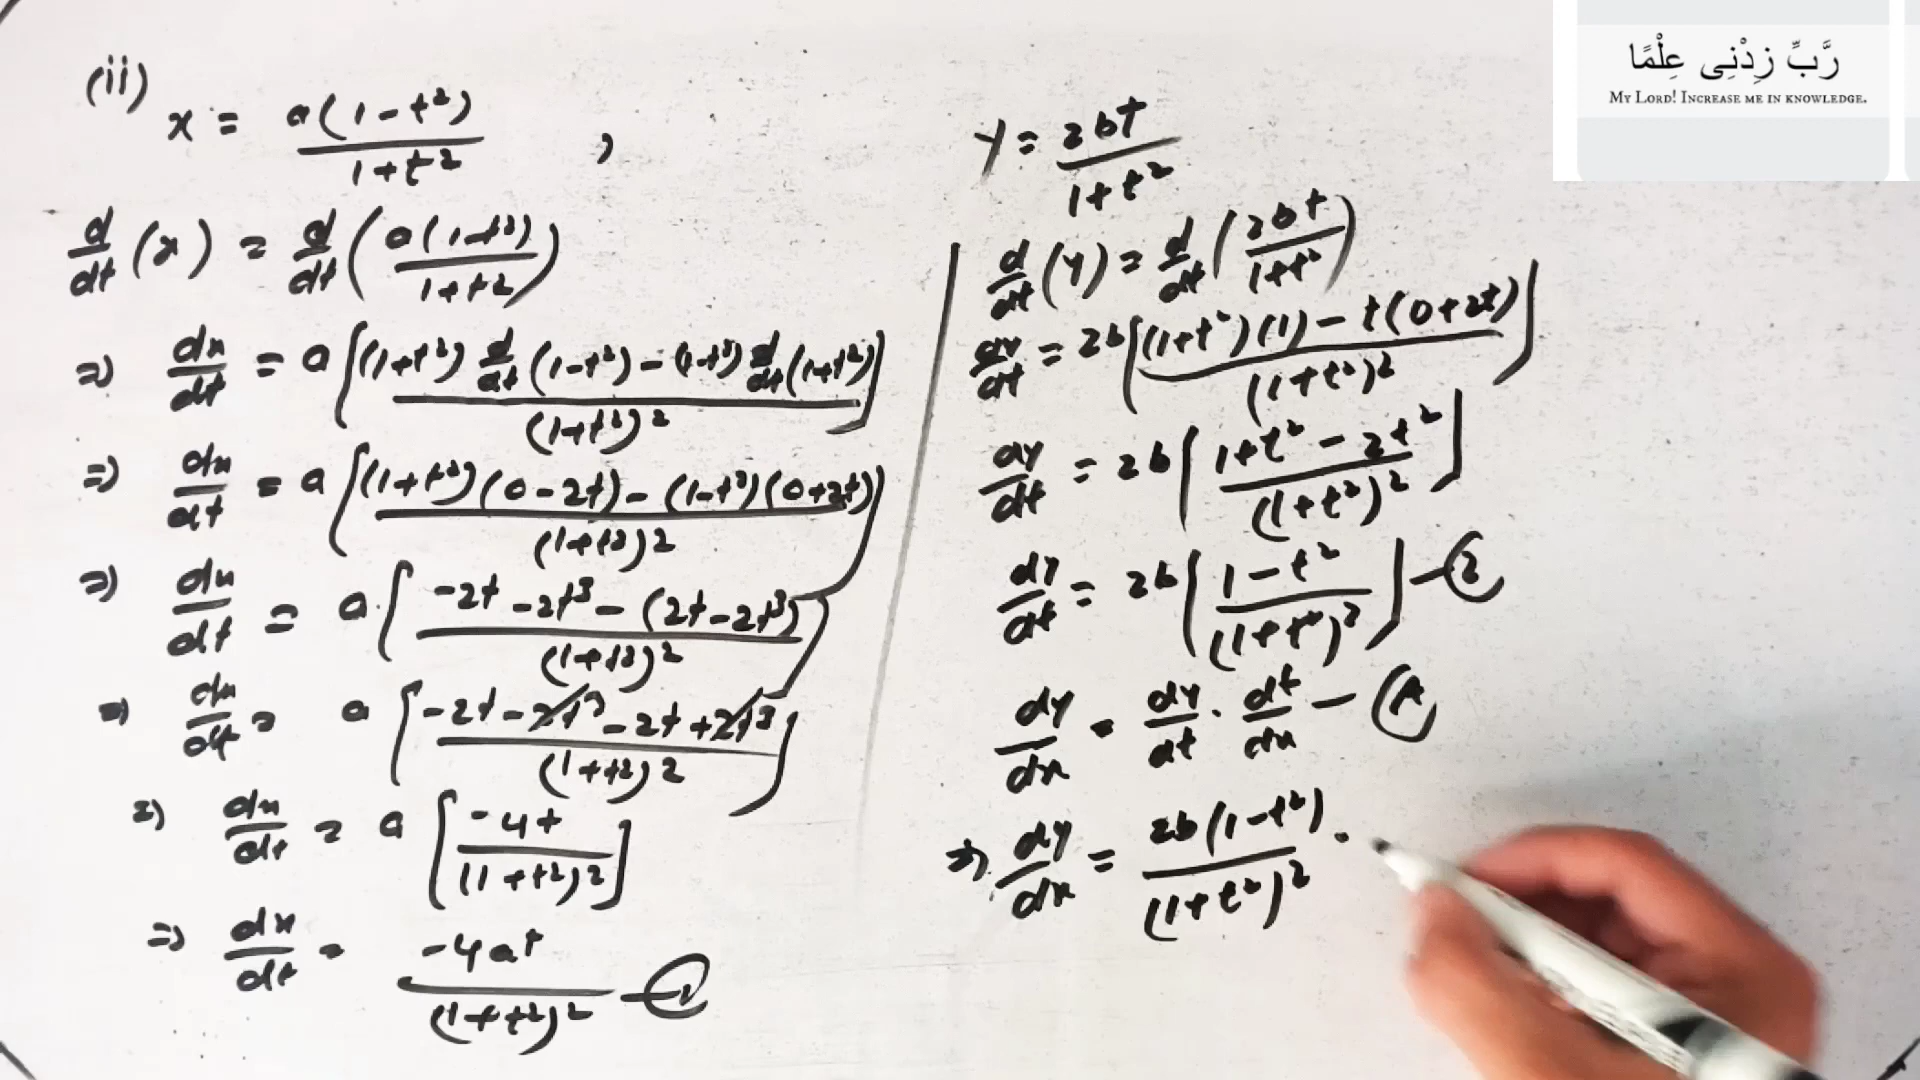 رَّبِّ زِدْنِى عِلْمًا
MY LORD! INCREASE ME IN KNOWLEDGE.
(ii)
x = a(1-t²)/1+t² ,
d/dt (x) = d/dt (a(1-t²)/1+t²)
⇒ dx/dt = a[(1+t²) d/dt (1-t²) - (1-t²) d/dt (1+t²)/(1+t²)²]
⇒ dx/dt = a[(1+t²)(0-2t) - (1-t²)(0+2t)/(1+t²)²]
⇒ dx/dt = a[-2t-2t³-(2t-2t³)/(1+t²)²]
⇒ dx/dt = a[-2t-2t³-2t+2t³/(1+t²)²]
⇒ dx/dt = a[-4t/(1+t²)²]
⇒ dx/dt = -4at/(1+t²)² — ①
y = 2bt/1+t²
d/dt (y) = d/dt (2bt/1+t²)
dy/dt = 2b[(1+t²)(1) - t(0+2t)/(1+t²)²]
dy/dt = 2b[1+t²-2t²/(1+t²)²]
dy/dt = 2b[1-t²/(1+t²)²] — ②
dy/dx = dy/dt · dt/dx — Ⓐ
⇒ dy/dx = 2b(1-t²)/(1+t²)² ·